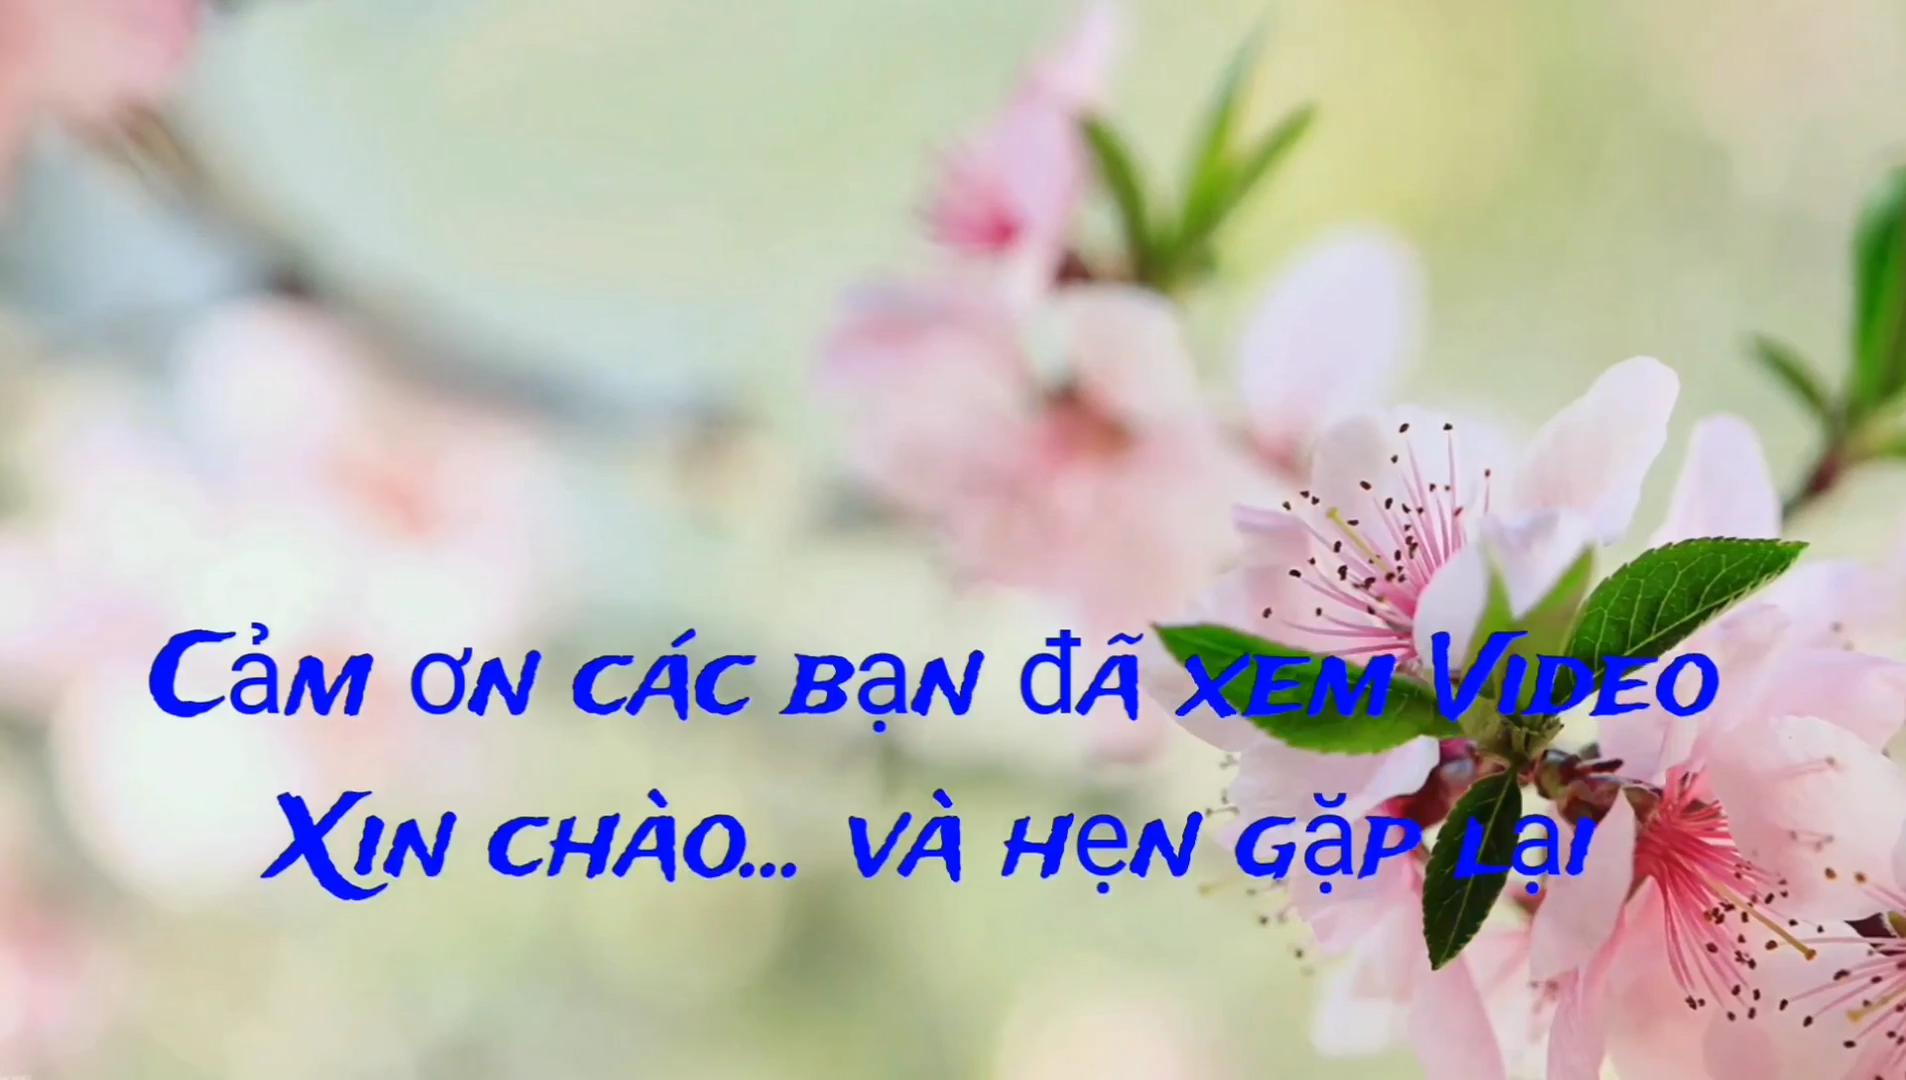 Cảm ơn các bạn đã xem Video
Xin chào... và hẹn gặp lại